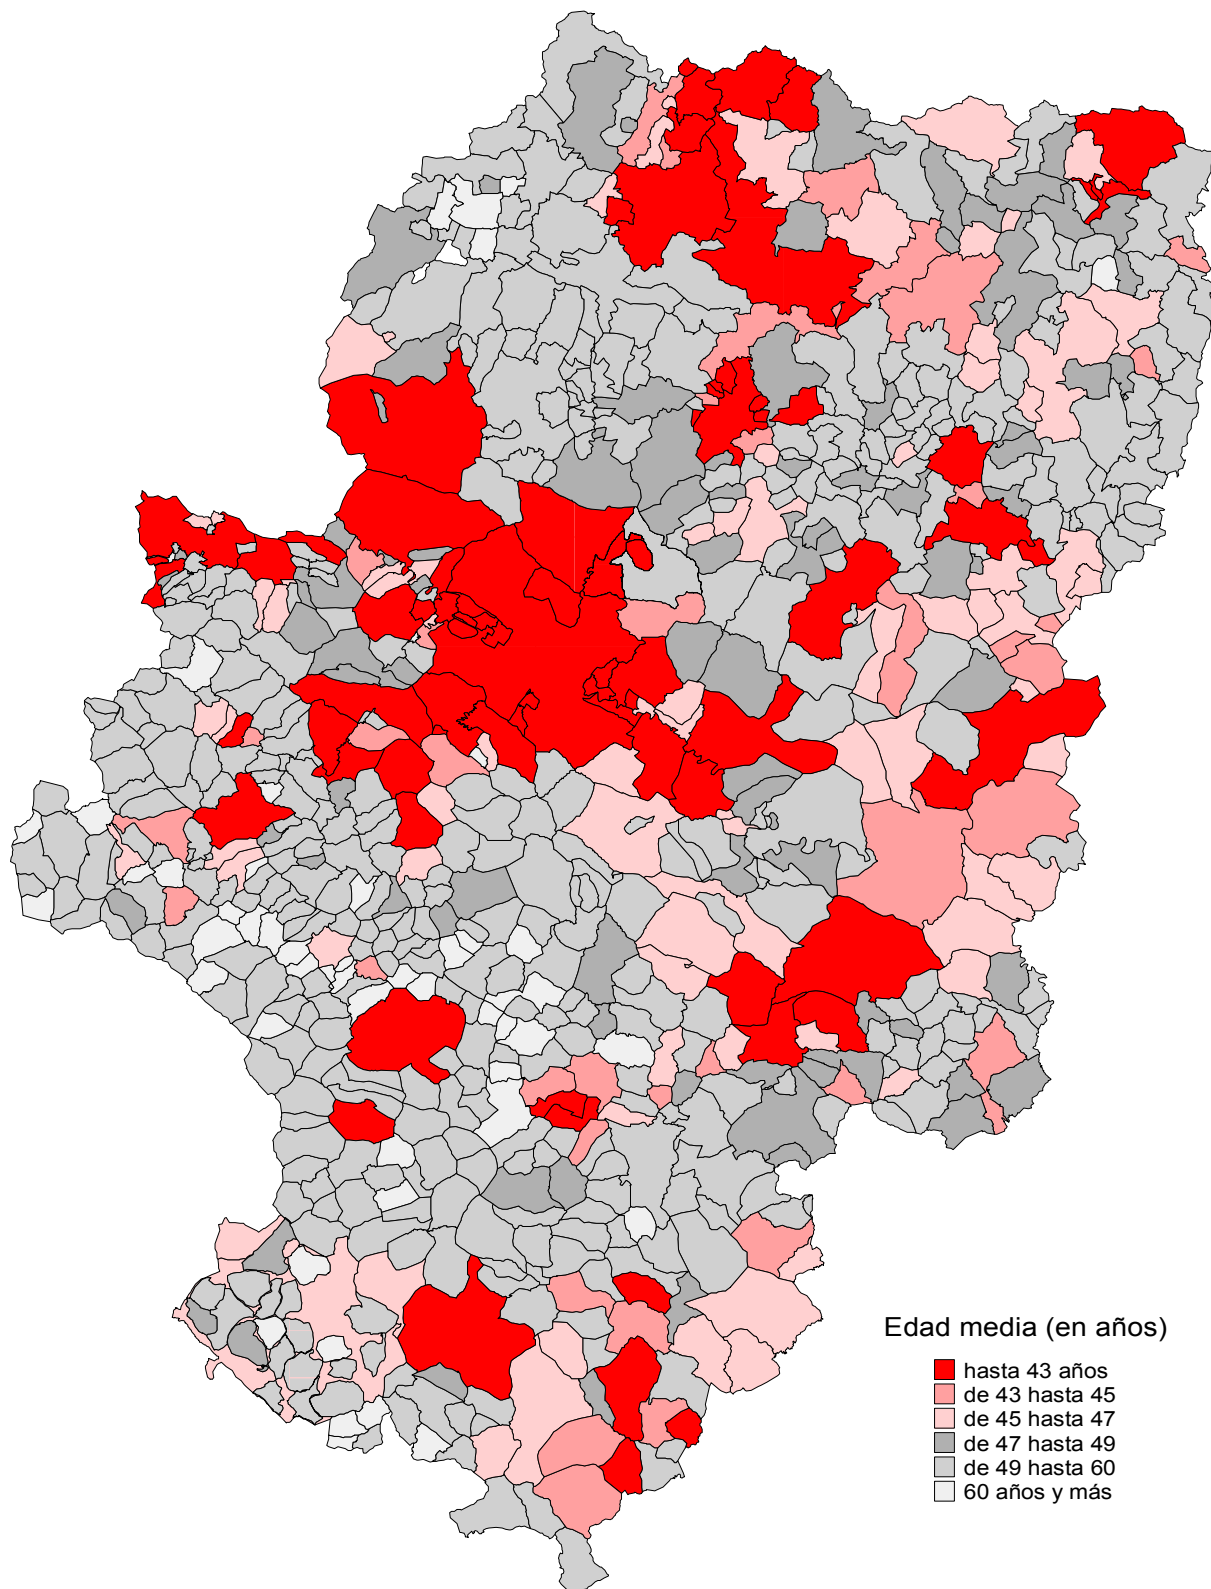 Edad media (en años)
hasta 43 años
de 43 hasta 45
de 45 hasta 47
de 47 hasta 49
de 49 hasta 60
60 años y más